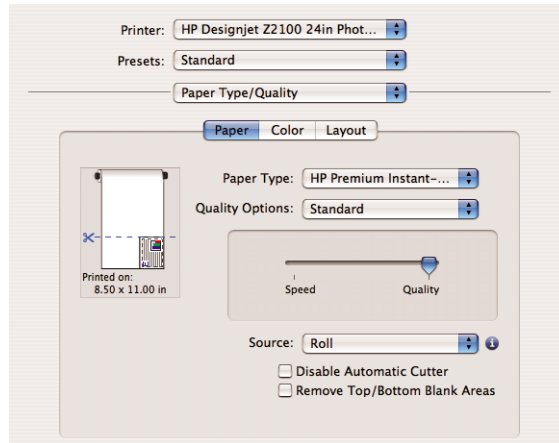 Printer: HP Designjet Z2100 24in Phot...
Presets: Standard
Paper Type/Quality
Paper Color Layout
Paper Type: HP Premium Instant-...
Quality Options: Standard
Printed on:
8.50 x 11.00 in
Speed Quality
Source: Roll
Disable Automatic Cutter
Remove Top/Bottom Blank Areas